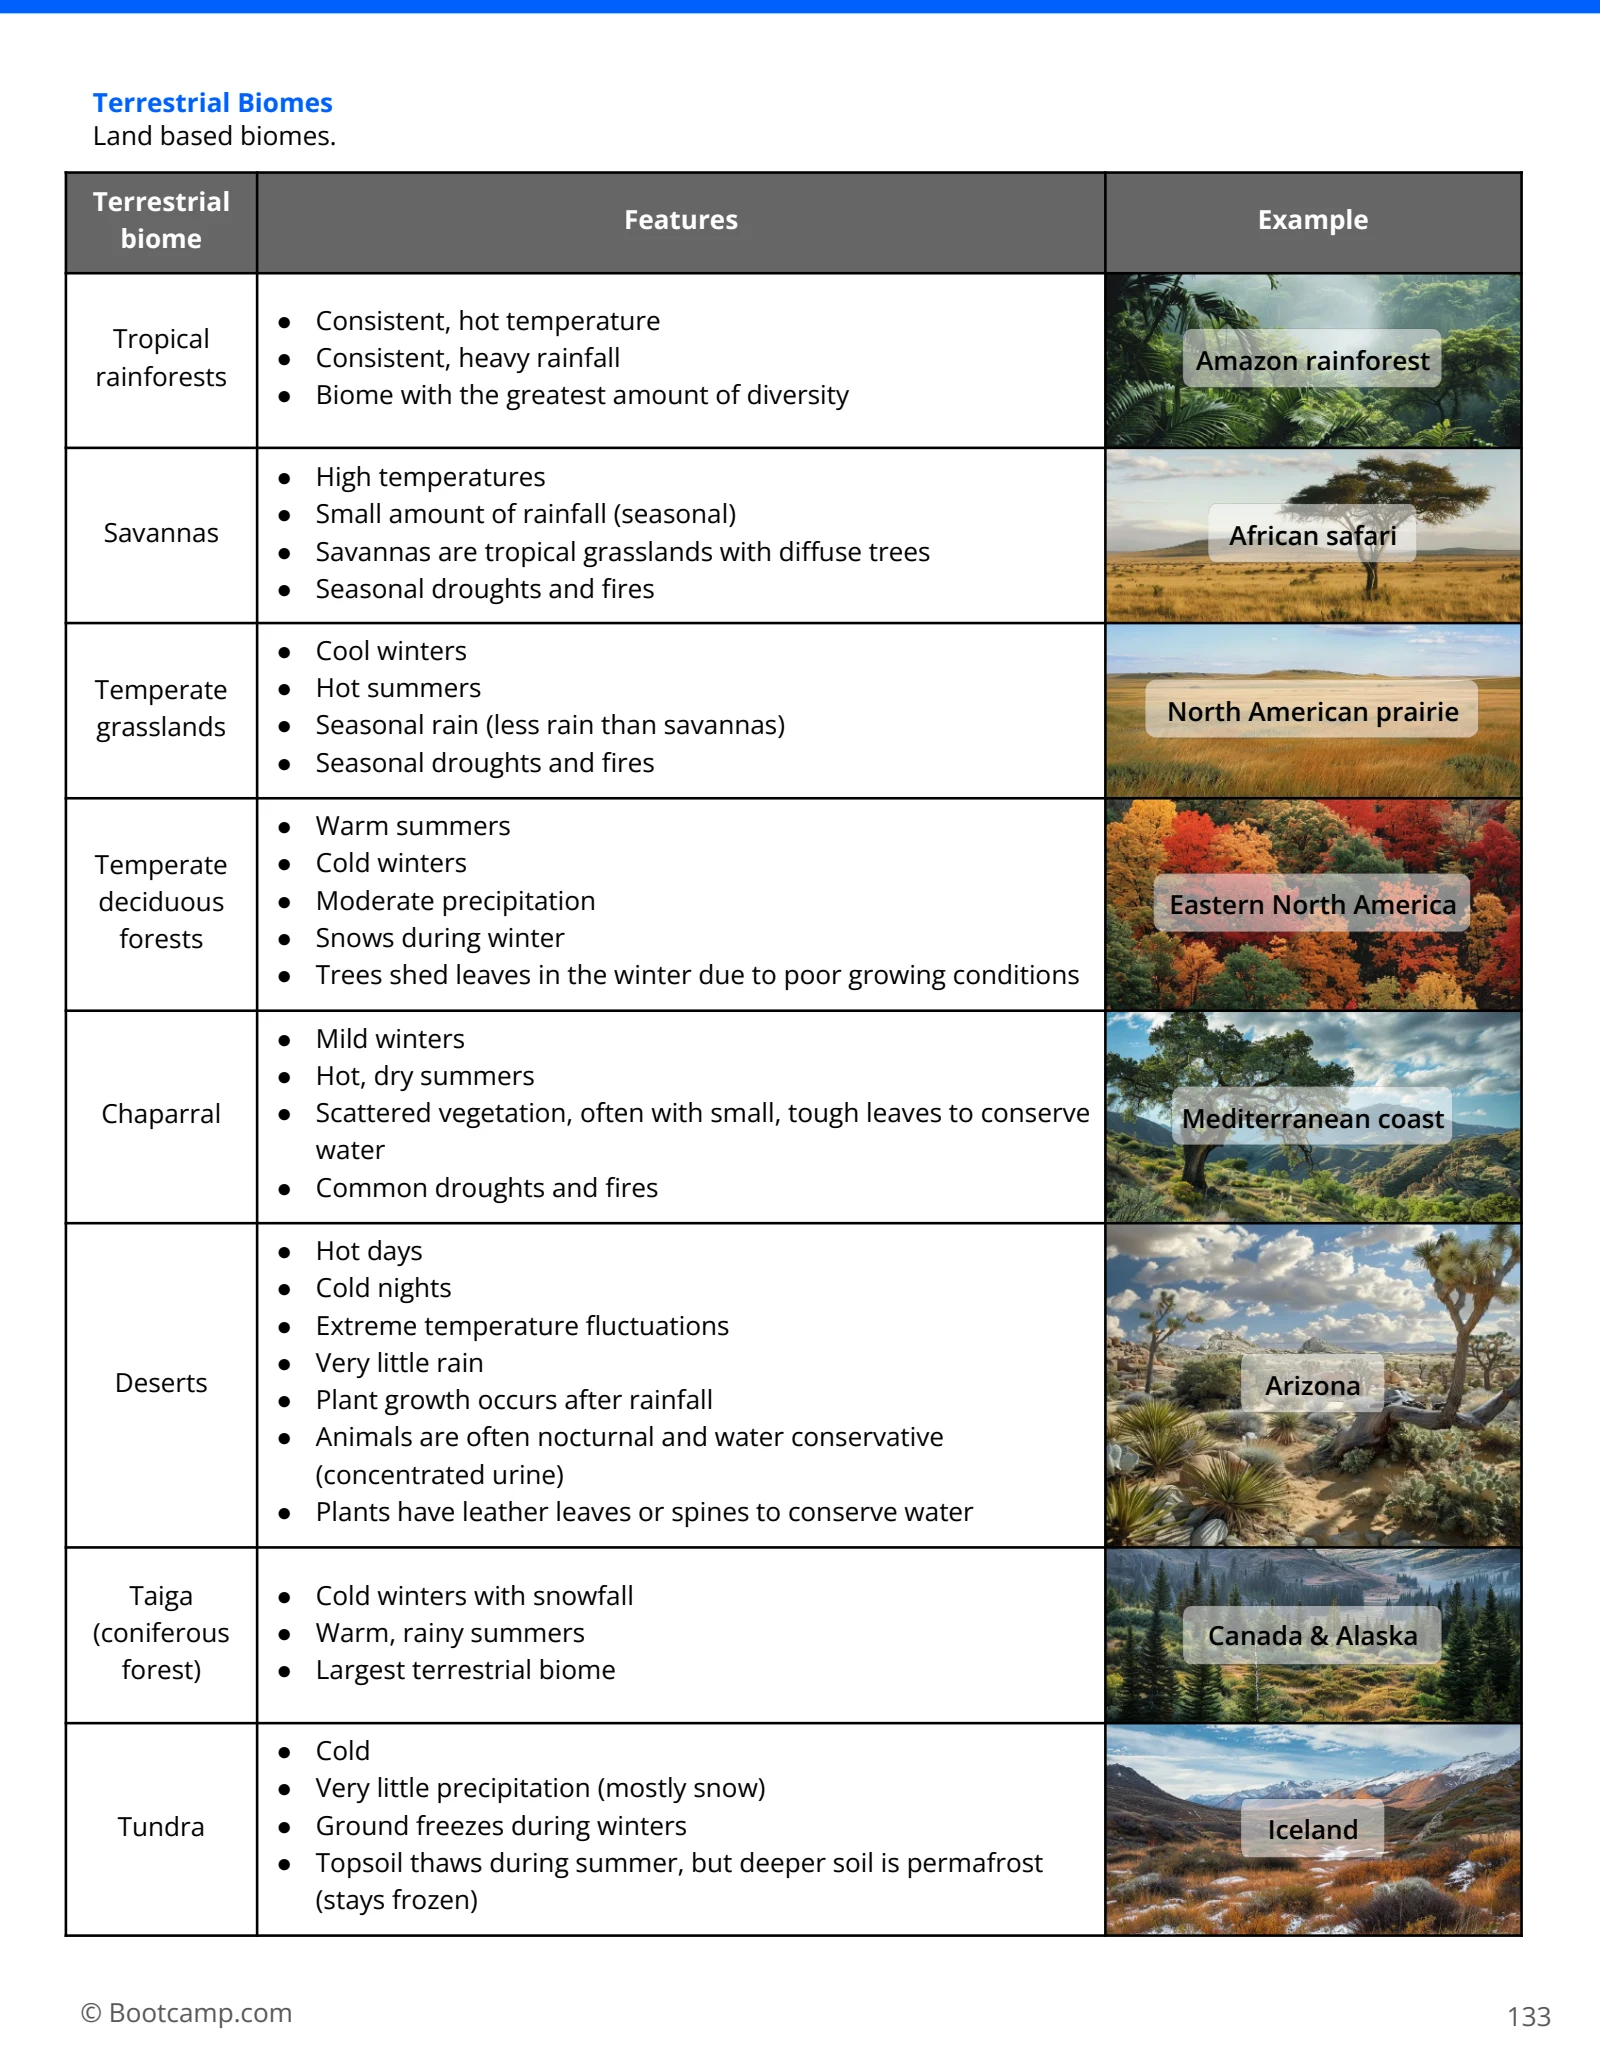 Terrestrial Biomes
Land based biomes.
Terrestrial
biome
Features
Example
Tropical
rainforests
● Consistent, hot temperature
● Consistent, heavy rainfall
● Biome with the greatest amount of diversity
Amazon rainforest
Savannas
● High temperatures
● Small amount of rainfall (seasonal)
● Savannas are tropical grasslands with diffuse trees
● Seasonal droughts and fires
African safari
Temperate
grasslands
● Cool winters
● Hot summers
● Seasonal rain (less rain than savannas)
● Seasonal droughts and fires
North American prairie
Temperate
deciduous
forests
● Warm summers
● Cold winters
● Moderate precipitation
● Snows during winter
● Trees shed leaves in the winter due to poor growing conditions
Eastern North America
Chaparral
● Mild winters
● Hot, dry summers
● Scattered vegetation, often with small, tough leaves to conserve
water
● Common droughts and fires
Mediterranean coast
Deserts
● Hot days
● Cold nights
● Extreme temperature fluctuations
● Very little rain
● Plant growth occurs after rainfall
● Animals are often nocturnal and water conservative
(concentrated urine)
● Plants have leather leaves or spines to conserve water
Arizona
Taiga
(coniferous
forest)
● Cold winters with snowfall
● Warm, rainy summers
● Largest terrestrial biome
Canada & Alaska
Tundra
● Cold
● Very little precipitation (mostly snow)
● Ground freezes during winters
● Topsoil thaws during summer, but deeper soil is permafrost
(stays frozen)
Iceland
© Bootcamp.com
133